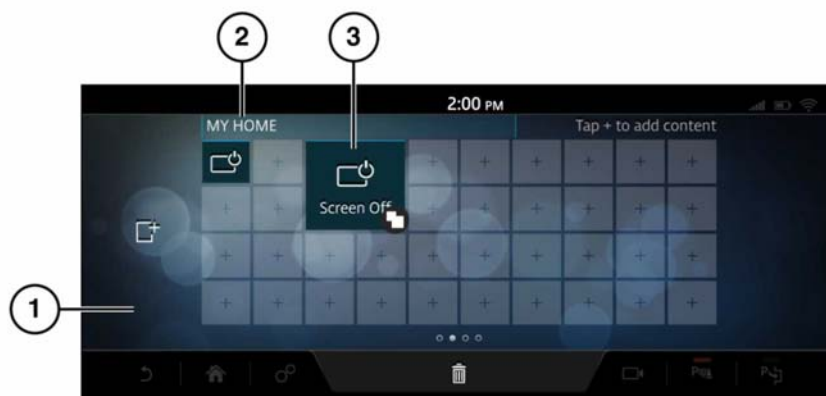 2
3
2:00 PM
MY HOME
Tap + to add content
Screen Off
1